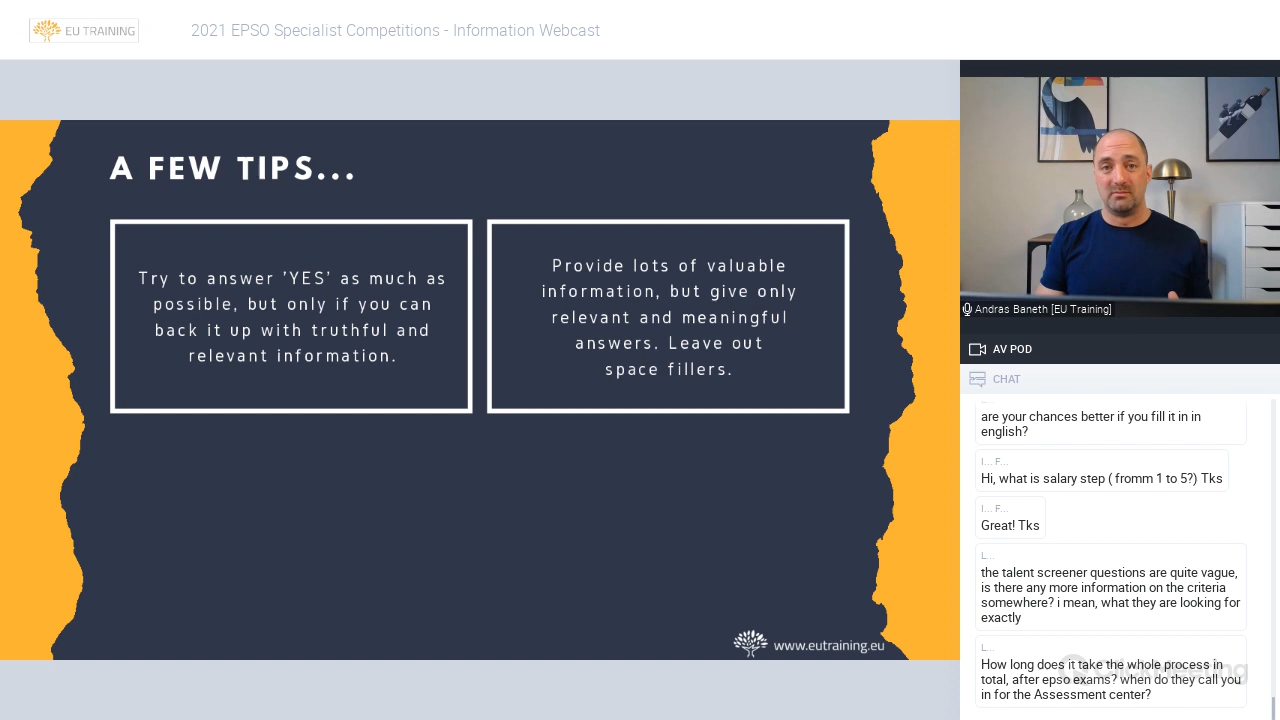 EU TRAINING
2021 EPSO Specialist Competitions - Information Webcast
A FEW TIPS...
Try to answer 'YES' as much as
possible, but only if you can
back it up with truthful and
relevant information.
Provide lots of valuable
information, but give only
relevant and meaningful
answers. Leave out
space fillers.
www.eutraining.eu
Andras Baneth [EU Training]
AV POD
CHAT
are your chances better if you fill it in in
english?
I... F...
Hi, what is salary step ( fromm 1 to 5?) Tks
I... F...
Great! Tks
L...
the talent screener questions are quite vague,
is there any more information on the criteria
somewhere? i mean, what they are looking for
exactly
L...
How long does it take the whole process in
total, after epso exams? when do they call you
in for the Assessment center?
ClickMeeting